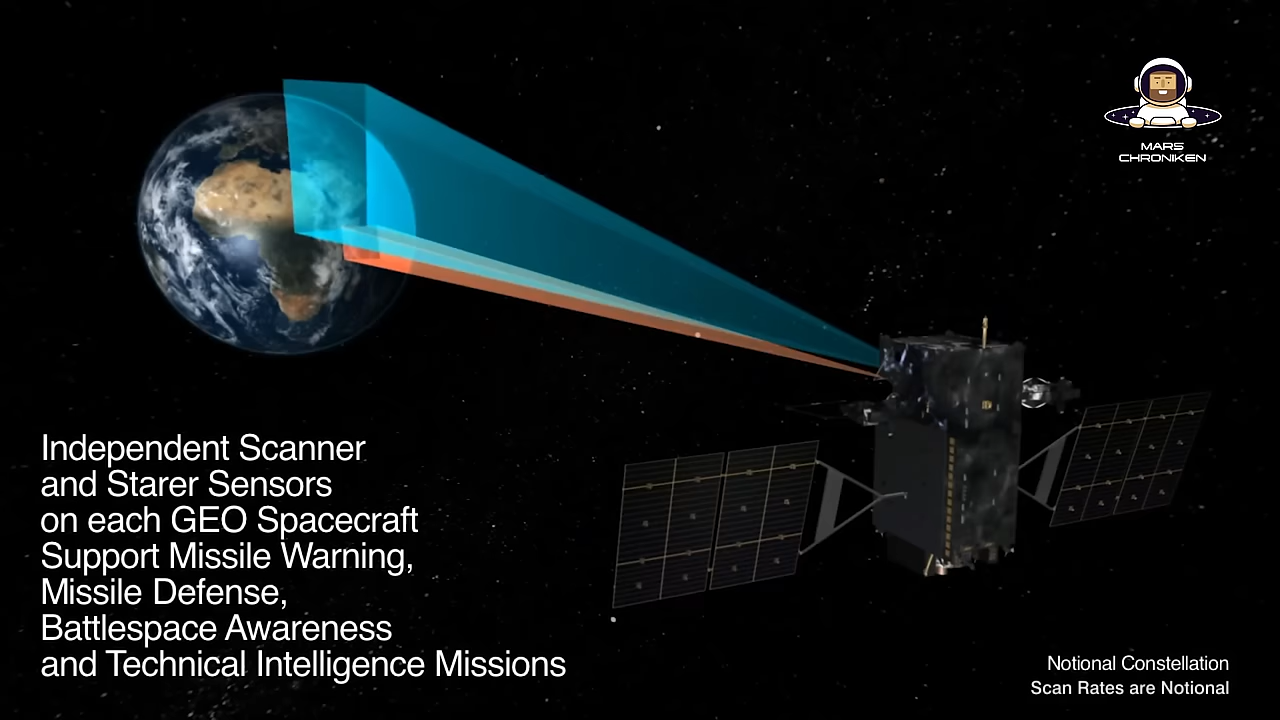 MARS
CHRONIKEN
Independent Scanner
and Starer Sensors
on each GEO Spacecraft
Support Missile Warning,
Missile Defense,
Battlespace Awareness
and Technical Intelligence Missions
Notional Constellation
Scan Rates are Notional